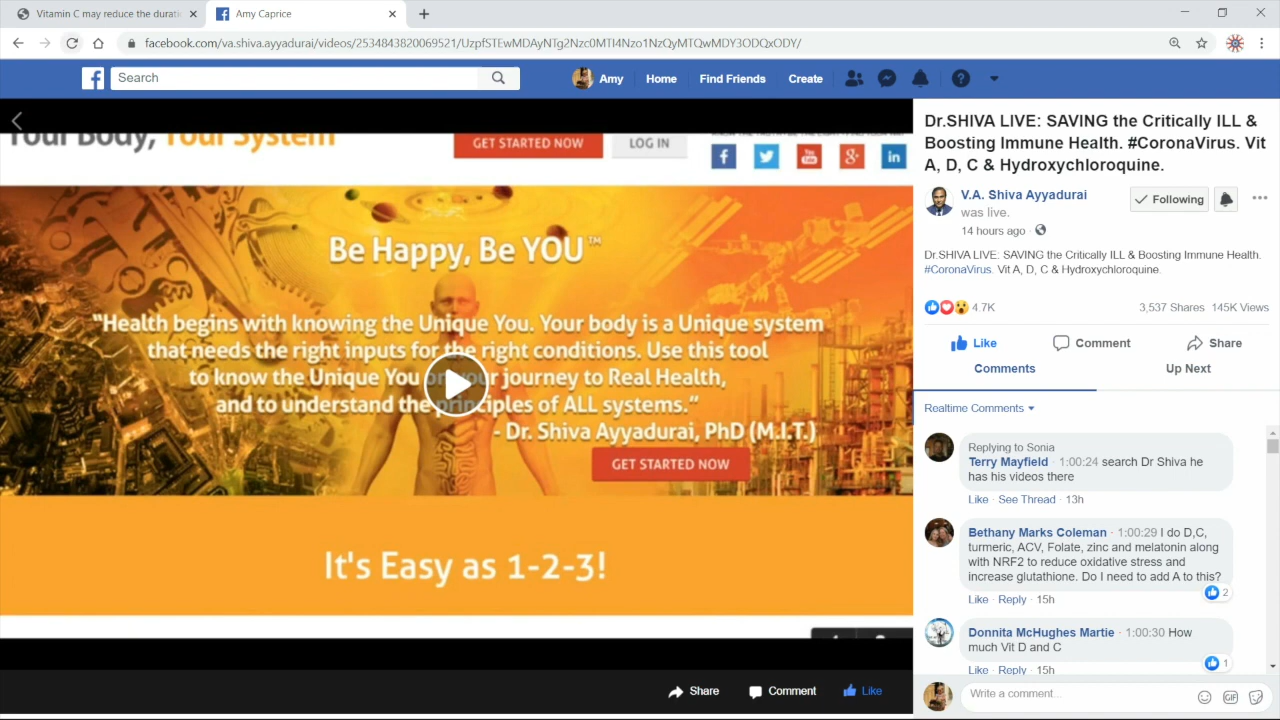 Vitamin C may reduce the durati
Amy Caprice
facebook.com/va.shiva.ayyadurai/videos/2534843820069521/UzpfSTEwMDAyNTg2Nzc0MTI4Nzo1NzQyMTQwMDY3ODQxODY/
Search
Amy
Home
Find Friends
Create
Your Body, Your System
GET STARTED NOW
LOG IN
You Tube
g+
in
Be Happy, Be YOU™
"Health begins with knowing the Unique You. Your body is a Unique system
that needs the right inputs for the right conditions. Use this tool
to know the Unique You on your journey to Real Health,
and to understand the principles of ALL systems."
- Dr. Shiva Ayyadurai, PhD (M.I.T.)
GET STARTED NOW
It's Easy as 1-2-3!
Share
Comment
Like
Dr.SHIVA LIVE: SAVING the Critically ILL &
Boosting Immune Health. #CoronaVirus. Vit
A, D, C & Hydroxychloroquine.
V.A. Shiva Ayyadurai
was live.
14 hours ago ·
Following
Dr.SHIVA LIVE: SAVING the Critically ILL & Boosting Immune Health.
#CoronaVirus. Vit A, D, C & Hydroxychloroquine.
4.7K
3,537 Shares 145K Views
Like
Comment
Share
Comments
Up Next
Realtime Comments
Replying to Sonia
Terry Mayfield · 1:00:24 search Dr Shiva he
has his videos there
Like · See Thread · 13h
Bethany Marks Coleman · 1:00:29 I do D,C,
turmeric, ACV, Folate, zinc and melatonin along
with NRF2 to reduce oxidative stress and
increase glutathione. Do I need to add A to this?
2
Like · Reply · 15h
Donnita McHughes Martie · 1:00:30 How
much Vit D and C
1
Like · Reply · 15h
Write a comment...
GIF